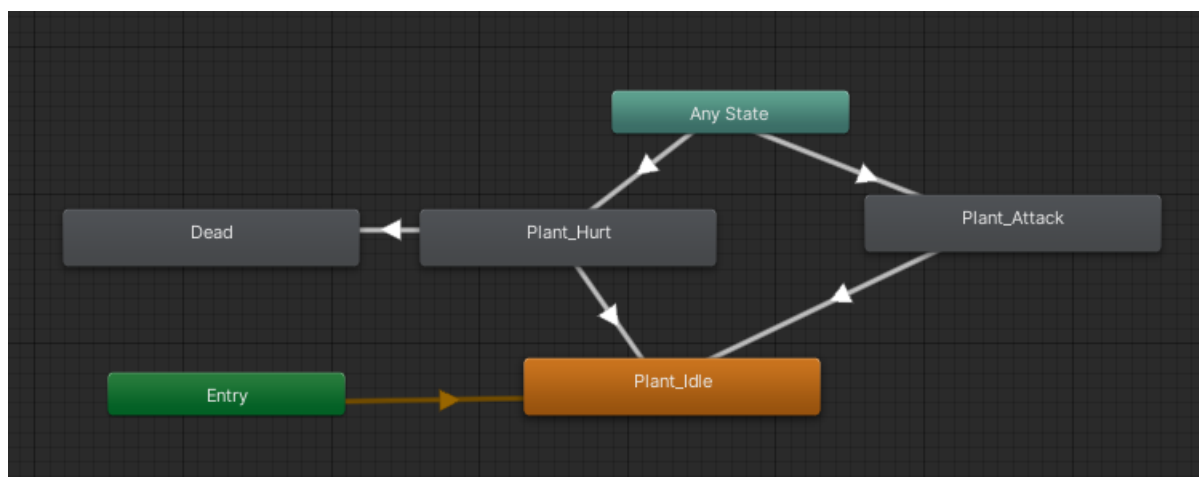 Any State
Dead
Plant_Hurt
Plant_Attack
Entry
Plant_Idle